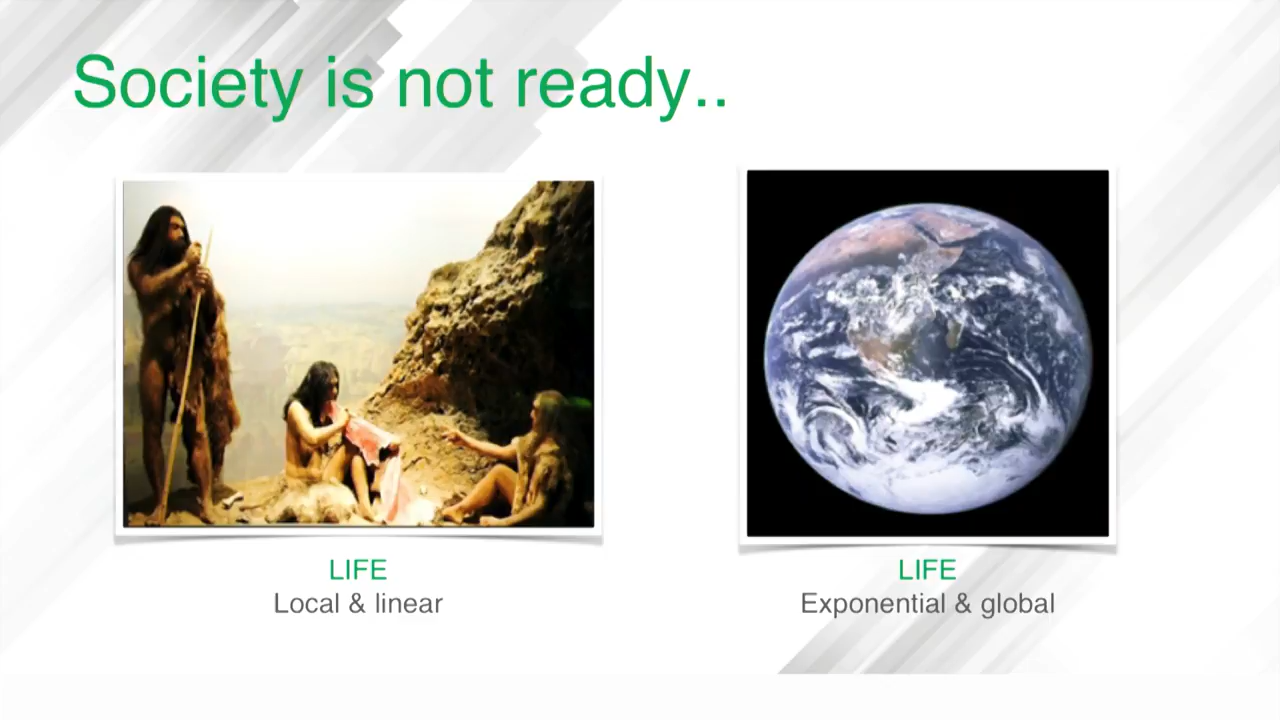 Society is not ready..
LIFE
Local & linear
LIFE
Exponential & global